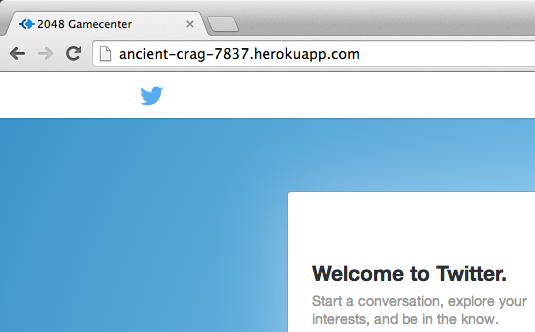 2048 Gamecenter
ancient-crag-7837.herokuapp.com
Welcome to Twitter.
Start a conversation, explore your
interests, and be in the know.